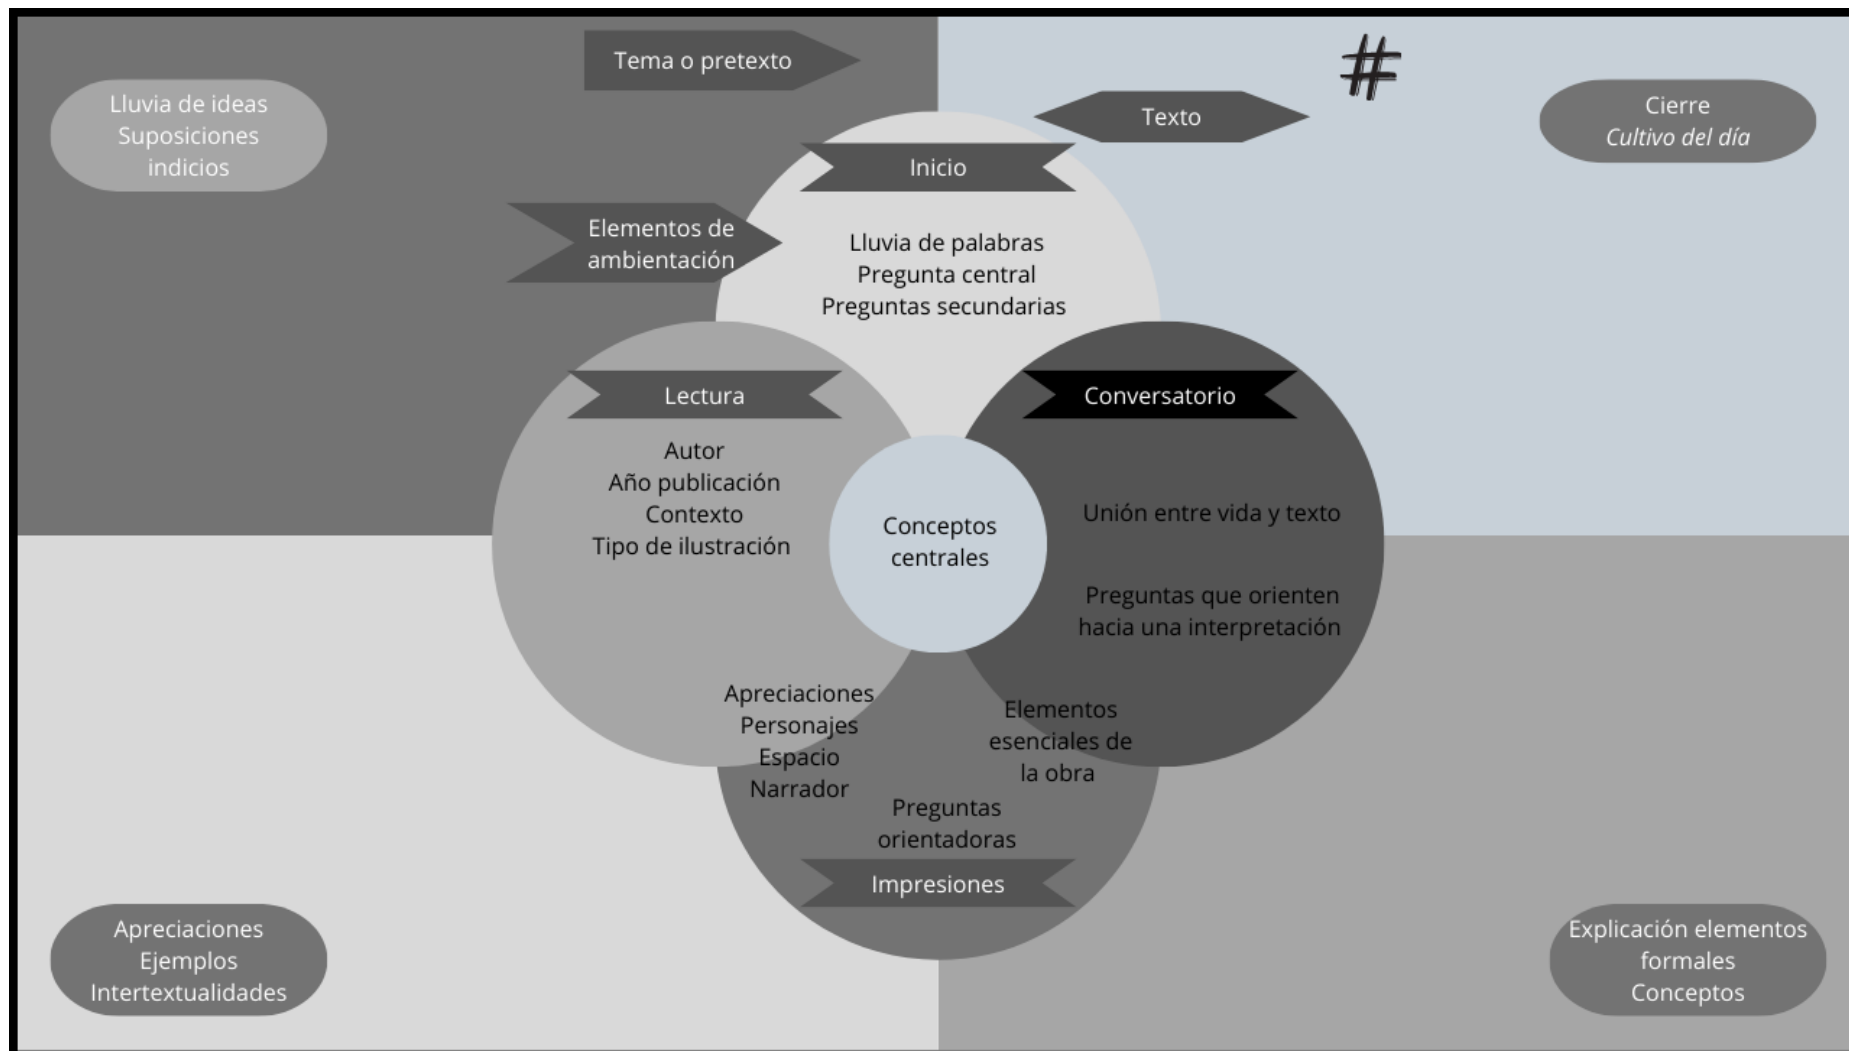 Tema o pretexto
#
Lluvia de ideas
Suposiciones
indicios
Texto
Cierre
Cultivo del día
Inicio
Elementos de
ambientación
Lluvia de palabras
Pregunta central
Preguntas secundarias
Lectura
Autor
Año publicación
Contexto
Tipo de ilustración
Conversatorio
Unión entre vida y texto
Preguntas que orienten
hacia una interpretación
Conceptos
centrales
Apreciaciones
Personajes
Espacio
Narrador
Elementos
esenciales de
la obra
Preguntas
orientadoras
Impresiones
Apreciaciones
Ejemplos
Intertextualidades
Explicación elementos
formales
Conceptos